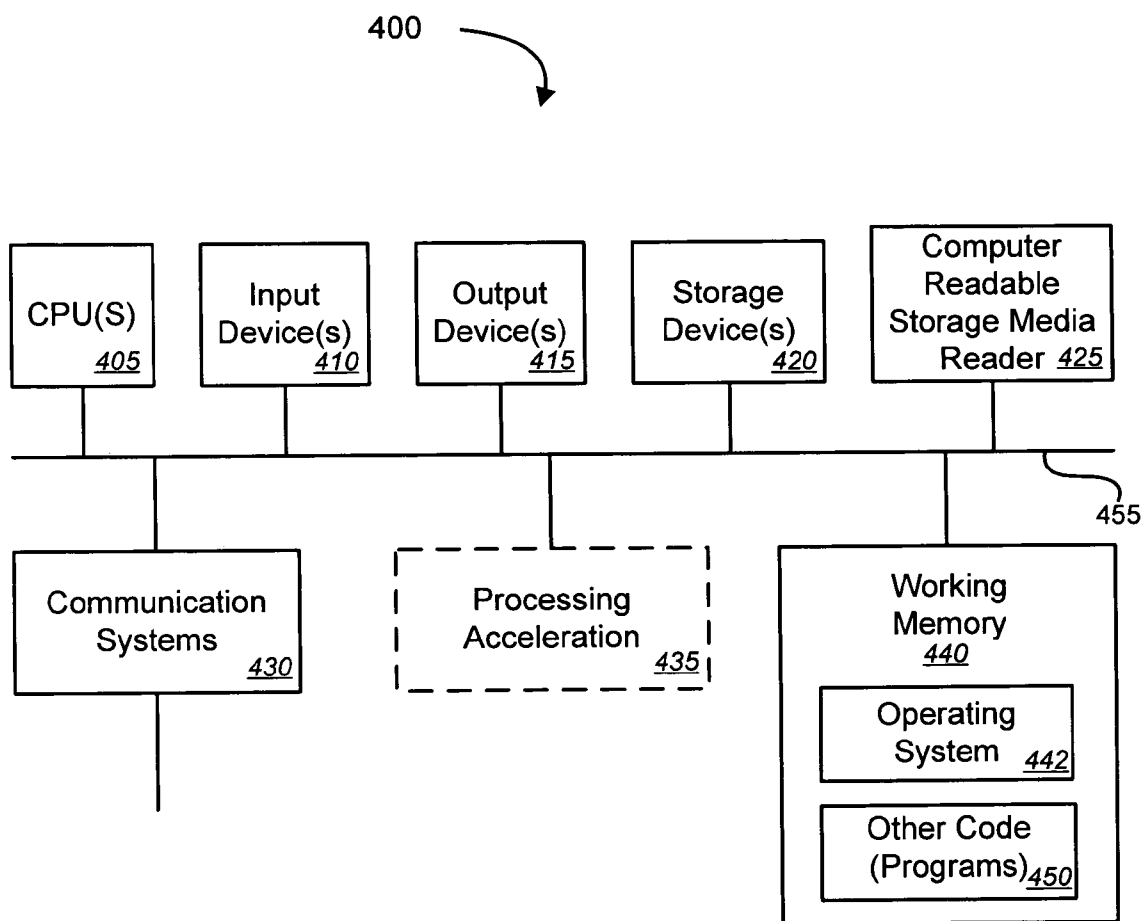 400
CPU(S)
405
Input
Device(s)
410
Output
Device(s)
415
Storage
Device(s)
420
Computer
Readable
Storage Media
Reader 425
455
Communication
Systems
430
Processing
Acceleration
435
Working
Memory
440
Operating
System
442
Other Code
(Programs)
450